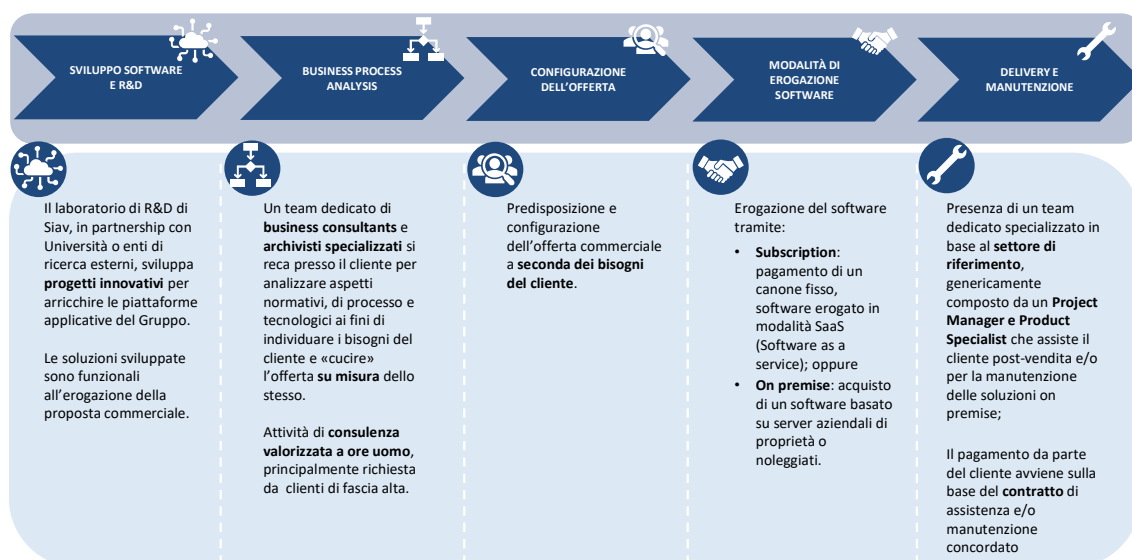 SVILUPPO SOFTWARE
E R&D
BUSINESS PROCESS
ANALYSIS
CONFIGURAZIONE
DELL'OFFERTA
MODALITÀ DI
EROGAZIONE
SOFTWARE
DELIVERY E
MANUTENZIONE
Il laboratorio di R&D di
Siav, in partnership con
Università o enti di
ricerca esterni, sviluppa
progetti innovativi per
arricchire le piattaforme
applicative del Gruppo.
Le soluzioni sviluppate
sono funzionali
all'erogazione della
proposta commerciale.
Un team dedicato di
business consultants e
archivisti specializzati si
reca presso il cliente per
analizzare aspetti
normativi, di processo e
tecnologici ai fini di
individuare i bisogni del
cliente e «cucire»
l'offerta su misura dello
stesso.
Attività di consulenza
valorizzata a ore uomo,
principalmente richiesta
da clienti di fascia alta.
Predisposizione e
configurazione
dell'offerta commerciale
a seconda dei bisogni
del cliente.
Erogazione del software
tramite:
• Subscription:
pagamento di un
canone fisso,
software erogato in
modalità SaaS
(Software as a
service); oppure
• On premise: acquisto
di un software basato
su server aziendali di
proprietà o
noleggiati.
Presenza di un team
dedicato specializzato in
base al settore di
riferimento,
genericamente
composto da un Project
Manager e Product
Specialist che assiste il
cliente post-vendita e/o
per la manutenzione
delle soluzioni on
premise;
Il pagamento da parte
del cliente avviene sulla
base del contratto di
assistenza e/o
manutenzione
concordato